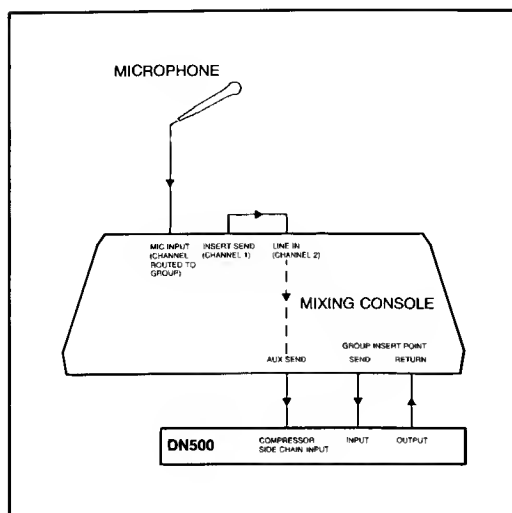 MICROPHONE
MIC INPUT
(CHANNEL
ROUTED TO
GROUP)
INSERT SEND
(CHANNEL 1)
LINE IN
(CHANNEL 2)
MIXING CONSOLE
GROUP INSERT POINT
AUX SEND
SEND
RETURN
DN500
COMPRESSOR
SIDE CHAIN INPUT
INPUT
OUTPUT